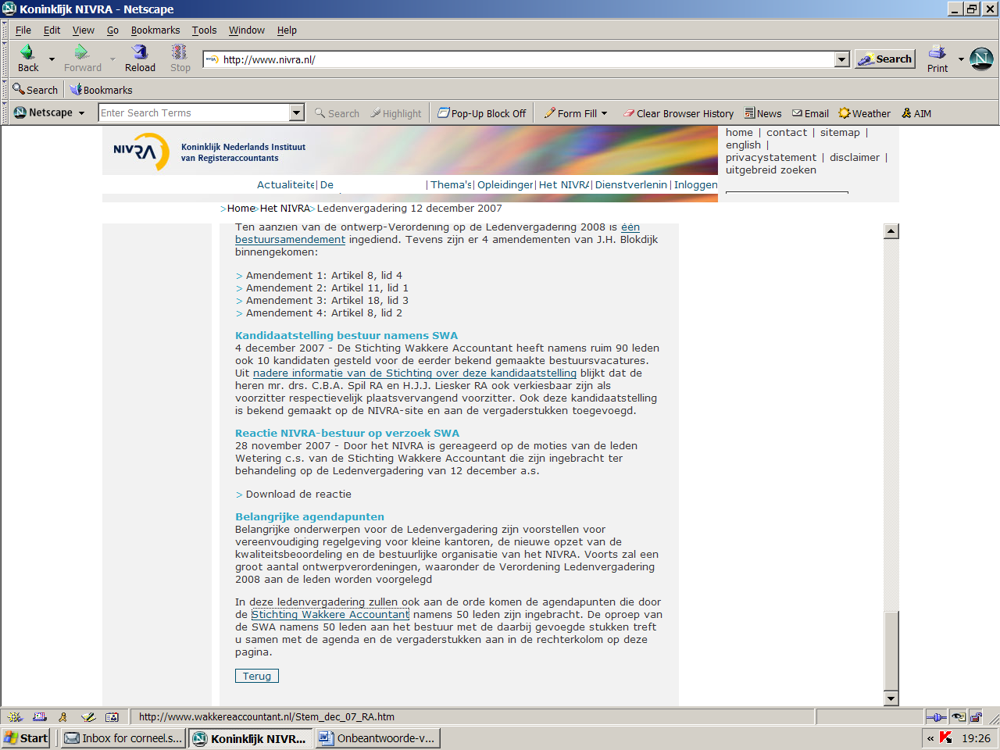 Koninklijk NIVRA - Netscape
File Edit View Go Bookmarks Tools Window Help
Back Forward Reload Stop http://www.nivra.nl/ Search Print
Search Bookmarks
Netscape Enter Search Terms Search Highlight Pop-Up Block Off Form Fill Clear Browser History News Email Weather AIM
NIVRA Koninklijk Nederlands Instituut
van Registeraccountants
home | contact | sitemap |
english |
privacystatement | disclaimer |
uitgebreid zoeken
Actualiteite | De | Thema's | Opleidinger | Het NIVRA | Dienstverlenin | Inloggen
>Home >Het NIVRA >Ledenvergadering 12 december 2007
Ten aanzien van de ontwerp-Verordening op de Ledenvergadering 2008 is één
bestuursamendement ingediend. Tevens zijn er 4 amendementen van J.H. Blokdijk
binnengekomen:
> Amendement 1: Artikel 8, lid 4
> Amendement 2: Artikel 11, lid 1
> Amendement 3: Artikel 18, lid 3
> Amendement 4: Artikel 8, lid 2
Kandidaatstelling bestuur namens SWA
4 december 2007 - De Stichting Wakkere Accountant heeft namens ruim 90 leden
ook 10 kandidaten gesteld voor de eerder bekend gemaakte bestuursvacatures.
Uit nadere informatie van de Stichting over deze kandidaatstelling blijkt dat de
heren mr. drs. C.B.A. Spil RA en H.J.J. Liesker RA ook verkiesbaar zijn als
voorzitter respectievelijk plaatsvervangend voorzitter. Ook deze kandidaatstelling
is bekend gemaakt op de NIVRA-site en aan de vergaderstukken toegevoegd.
Reactie NIVRA-bestuur op verzoek SWA
28 november 2007 - Door het NIVRA is gereageerd op de moties van de leden
Wetering c.s. van de Stichting Wakkere Accountant die zijn ingebracht ter
behandeling op de Ledenvergadering van 12 december a.s.
> Download de reactie
Belangrijke agendapunten
Belangrijke onderwerpen voor de Ledenvergadering zijn voorstellen voor
vereenvoudiging regelgeving voor kleine kantoren, de nieuwe opzet van de
kwaliteitsbeoordeling en de bestuurlijke organisatie van het NIVRA. Voorts zal een
groot aantal ontwerpverordeningen, waaronder de Verordening Ledenvergadering
2008 aan de leden worden voorgelegd
In deze ledenvergadering zullen ook aan de orde komen de agendapunten die door
de Stichting Wakkere Accountant namens 50 leden zijn ingebracht. De oproep van
de SWA namens 50 leden aan het bestuur met de daarbij gevoegde stukken treft
u samen met de agenda en de vergaderstukken aan in de rechterkolom op deze
pagina.
Terug
http://www.wakkereaccountant.nl/Stem_dec_07_RA.htm
Start Inbox for corneel.s... Koninklijk NIVR... Onbeantwoorde-v... « 19:26